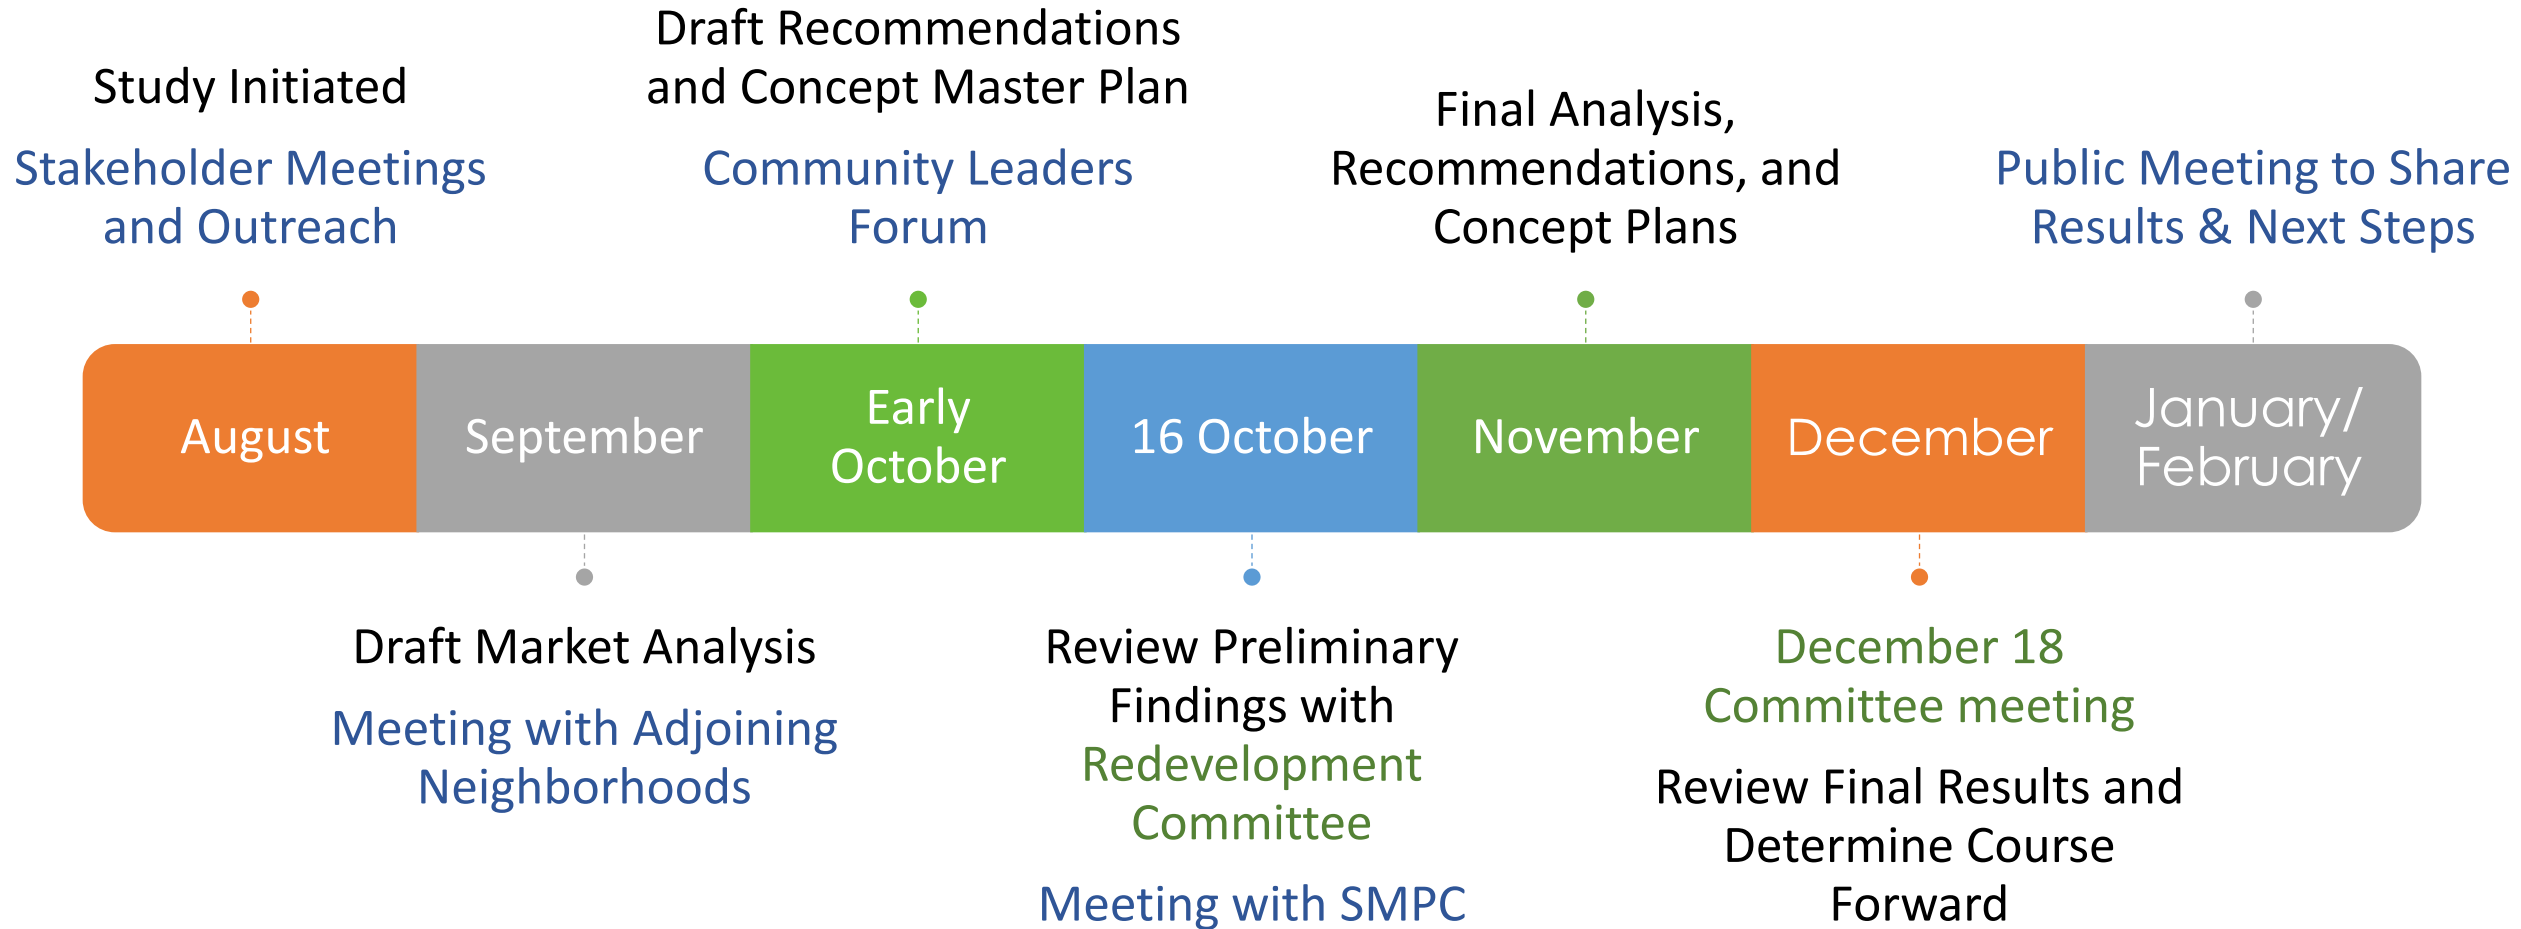 Study Initiated
Stakeholder Meetings
and Outreach
Draft Recommendations
and Concept Master Plan
Community Leaders
Forum
Final Analysis,
Recommendations, and
Concept Plans
Public Meeting to Share
Results & Next Steps
August
September
Early
October
16 October
November
December
January/
February
Draft Market Analysis
Meeting with Adjoining
Neighborhoods
Review Preliminary
Findings with
Redevelopment
Committee
Meeting with SMPC
December 18
Committee meeting
Review Final Results and
Determine Course
Forward